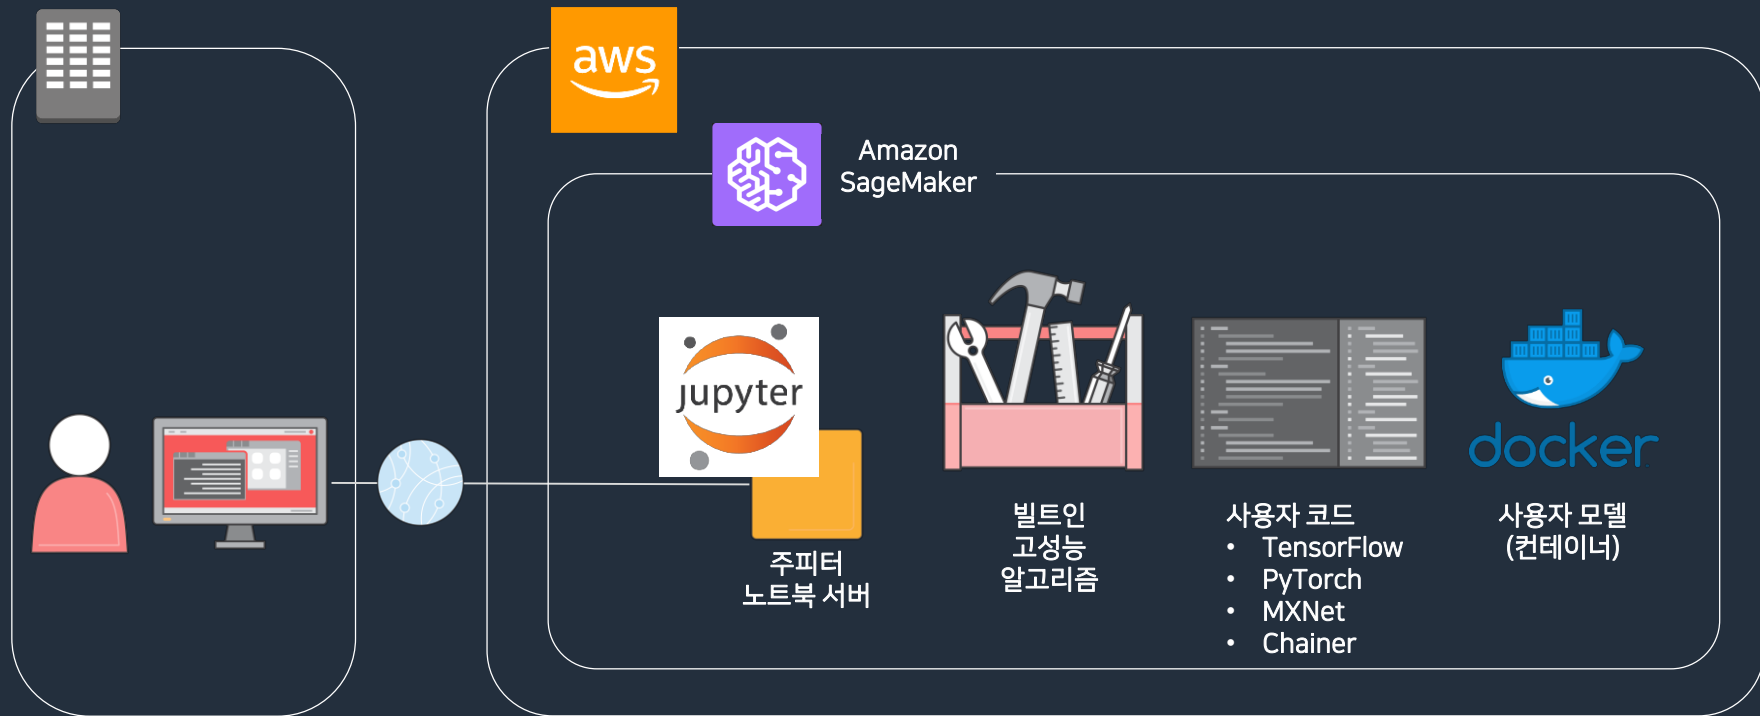 aws
Amazon
SageMaker
jupyter
주피터
노트북 서버
빌트인
고성능
알고리즘
사용자 코드
• TensorFlow
• PyTorch
• MXNet
• Chainer
docker
사용자 모델
(컨테이너)